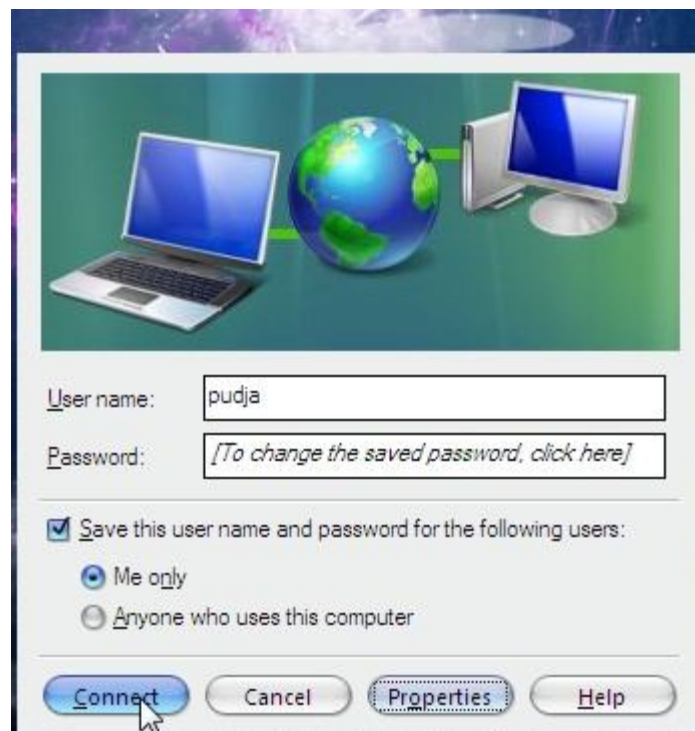 User name:
pudja
Password:
[To change the saved password, click here]
Save this user name and password for the following users:
Me only
Anyone who uses this computer
Connect
Cancel
Properties
Help